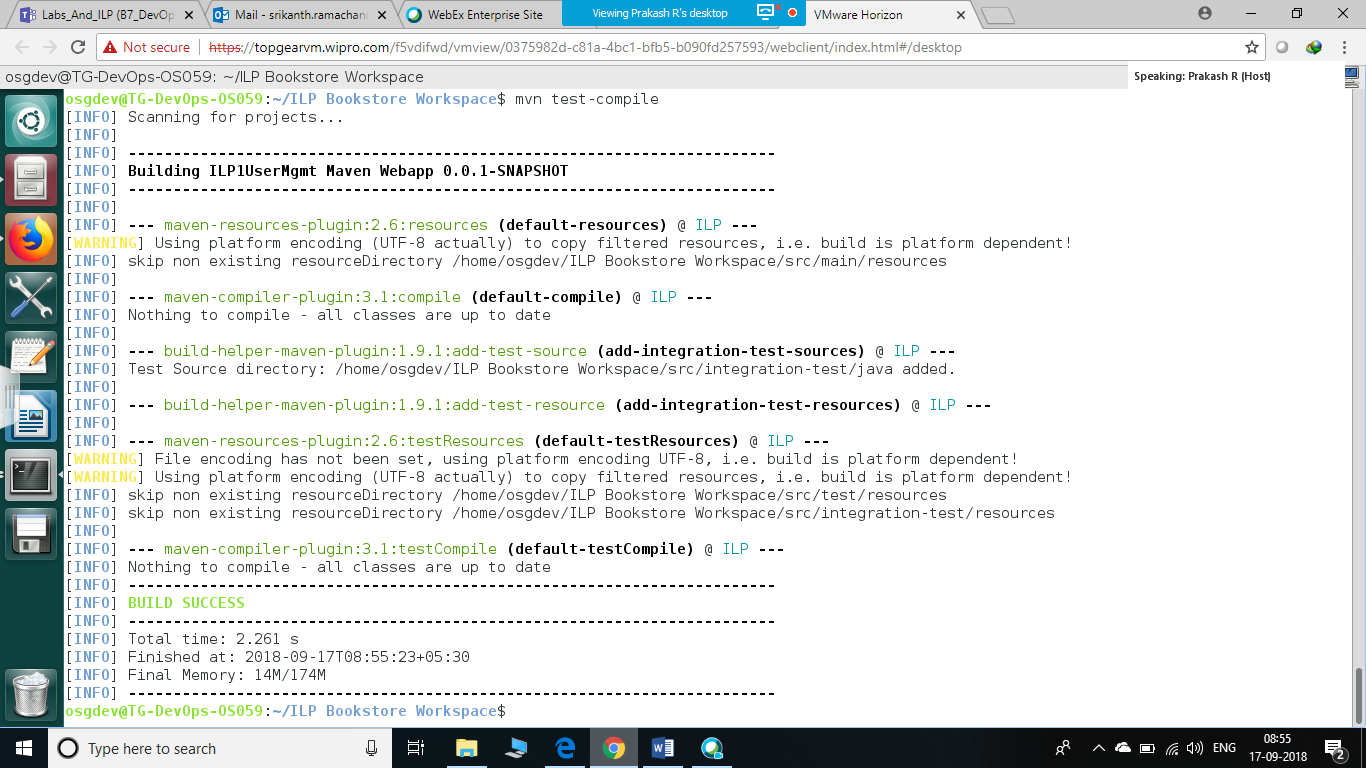 Labs_And_ILP (B7_DevOp
Mail - srikanth.ramachan
WebEx Enterprise Site
Viewing Prakash R's desktop
VMware Horizon
Not secure
https://topgearvm.wipro.com/f5vdifwd/vmview/0375982d-c81a-4bc1-bfb5-b090fd257593/webclient/index.html#/desktop
osgdev@TG-DevOps-OS059: ~/ILP Bookstore Workspace
Speaking: Prakash R (Host)
osgdev@TG-DevOps-OS059:~/ILP Bookstore Workspace$ mvn test-compile
[INFO] Scanning for projects...
[INFO]
[INFO] ------------------------------------------------------------------------
[INFO] Building ILP1UserMgmt Maven Webapp 0.0.1-SNAPSHOT
[INFO] ------------------------------------------------------------------------
[INFO]
[INFO] --- maven-resources-plugin:2.6:resources (default-resources) @ ILP ---
[WARNING] Using platform encoding (UTF-8 actually) to copy filtered resources, i.e. build is platform dependent!
[INFO] skip non existing resourceDirectory /home/osgdev/ILP Bookstore Workspace/src/main/resources
[INFO]
[INFO] --- maven-compiler-plugin:3.1:compile (default-compile) @ ILP ---
[INFO] Nothing to compile - all classes are up to date
[INFO]
[INFO] --- build-helper-maven-plugin:1.9.1:add-test-source (add-integration-test-sources) @ ILP ---
[INFO] Test Source directory: /home/osgdev/ILP Bookstore Workspace/src/integration-test/java added.
[INFO]
[INFO] --- build-helper-maven-plugin:1.9.1:add-test-resource (add-integration-test-resources) @ ILP ---
[INFO]
[INFO] --- maven-resources-plugin:2.6:testResources (default-testResources) @ ILP ---
[WARNING] File encoding has not been set, using platform encoding UTF-8, i.e. build is platform dependent!
[WARNING] Using platform encoding (UTF-8 actually) to copy filtered resources, i.e. build is platform dependent!
[INFO] skip non existing resourceDirectory /home/osgdev/ILP Bookstore Workspace/src/test/resources
[INFO] skip non existing resourceDirectory /home/osgdev/ILP Bookstore Workspace/src/integration-test/resources
[INFO]
[INFO] --- maven-compiler-plugin:3.1:testCompile (default-testCompile) @ ILP ---
[INFO] Nothing to compile - all classes are up to date
[INFO] ------------------------------------------------------------------------
[INFO] BUILD SUCCESS
[INFO] ------------------------------------------------------------------------
[INFO] Total time: 2.261 s
[INFO] Finished at: 2018-09-17T08:55:23+05:30
[INFO] Final Memory: 14M/174M
[INFO] ------------------------------------------------------------------------
osgdev@TG-DevOps-OS059:~/ILP Bookstore Workspace$
Type here to search
ENG
08:55
17-09-2018
2